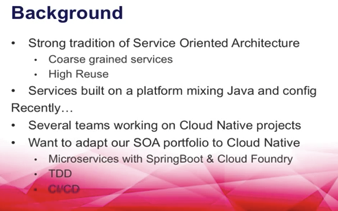 Background
• Strong tradition of Service Oriented Architecture
• Coarse grained services
• High Reuse
• Services built on a platform mixing Java and config
Recently…
• Several teams working on Cloud Native projects
• Want to adapt our SOA portfolio to Cloud Native
• Microservices with SpringBoot & Cloud Foundry
• TDD
• CI/CD